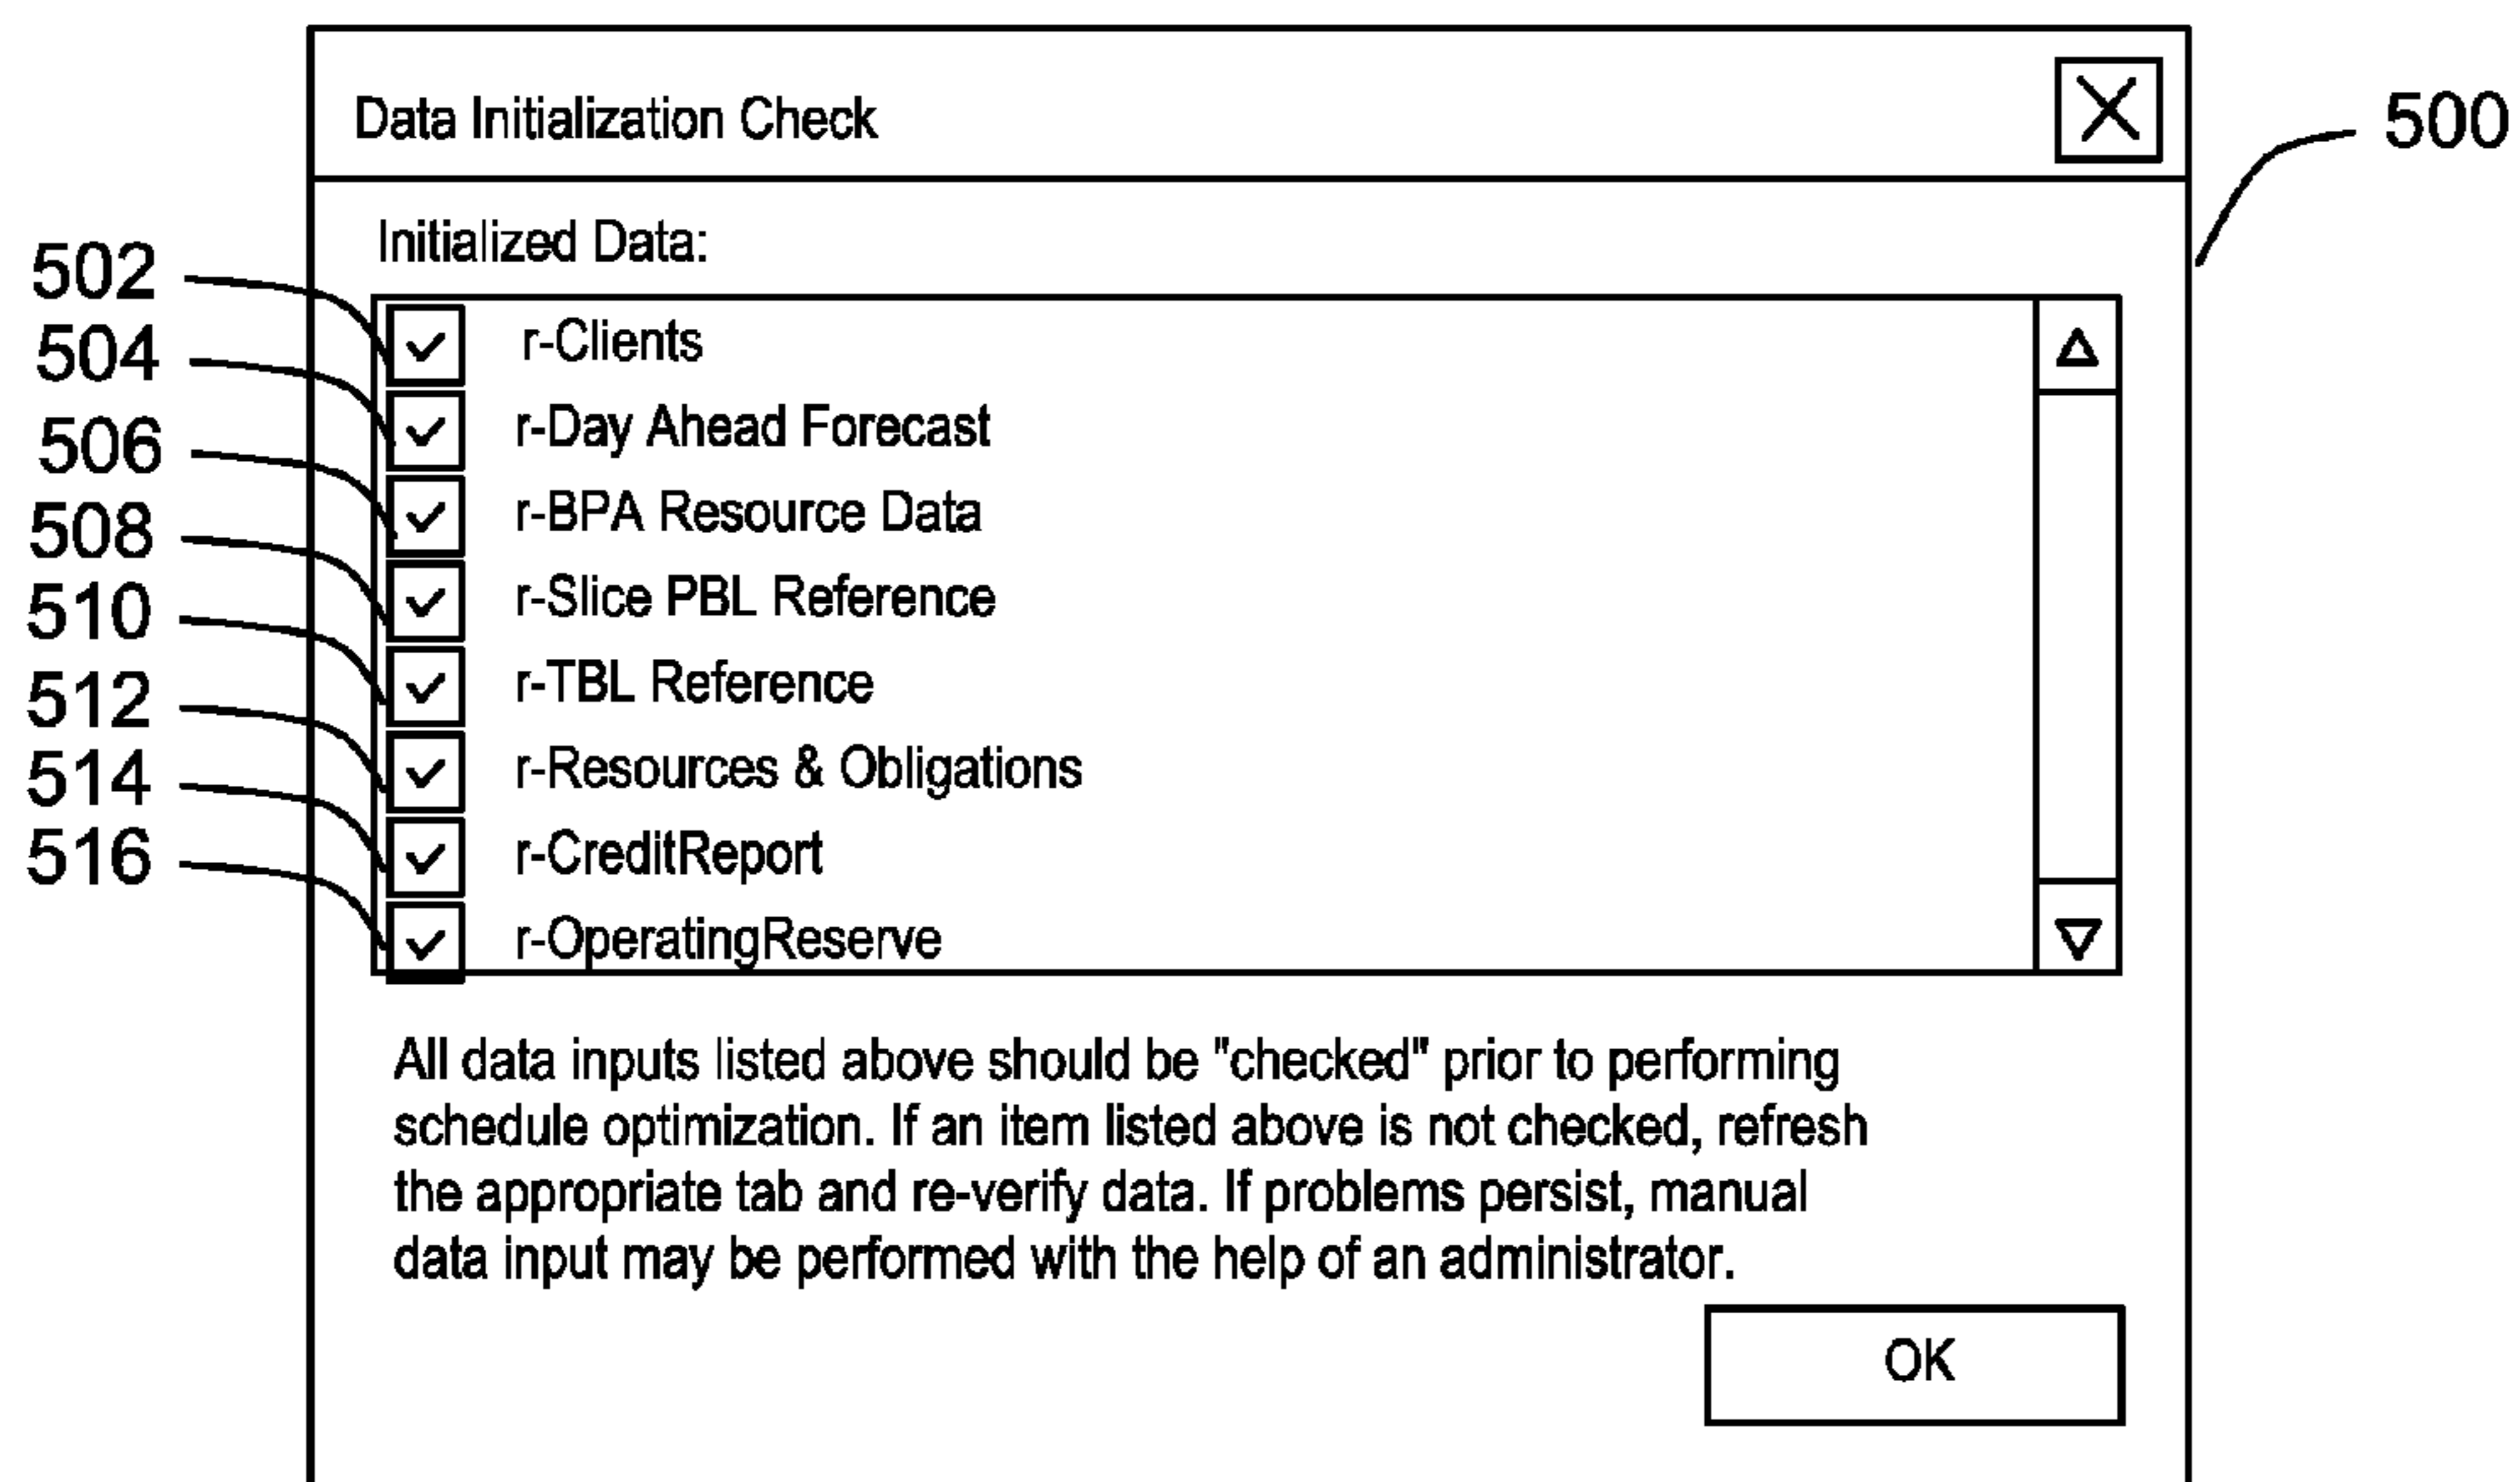 Data Initialization Check
500
Initialized Data:
502
r-Clients
504
r-Day Ahead Forecast
506
r-BPA Resource Data
508
r-Slice PBL Reference
510
r-TBL Reference
512
r-Resources & Obligations
514
r-CreditReport
516
r-OperatingReserve
All data inputs listed above should be "checked" prior to performing
schedule optimization. If an item listed above is not checked, refresh
the appropriate tab and re-verify data. If problems persist, manual
data input may be performed with the help of an administrator.
OK